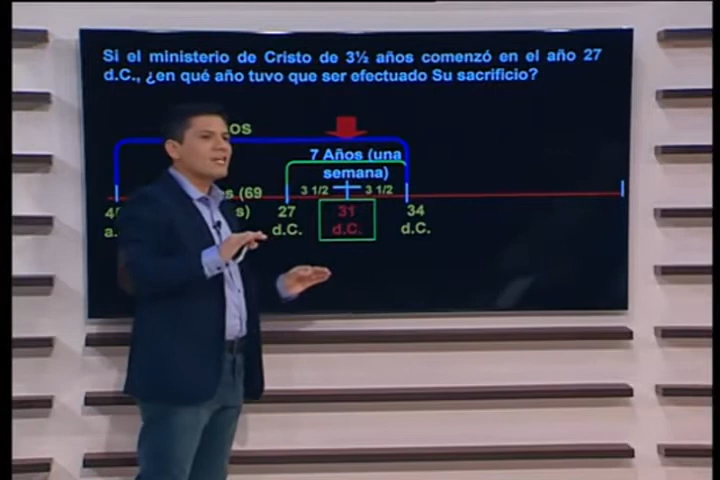 Si el ministerio de Cristo de 3½ años comenzó en el año 27
d.C., ¿en qué año tuvo que ser efectuado Su sacrificio?
7 Años (una
semana)
3 1/2 3 1/2
(69
27 31 34
d.C. d.C. d.C.